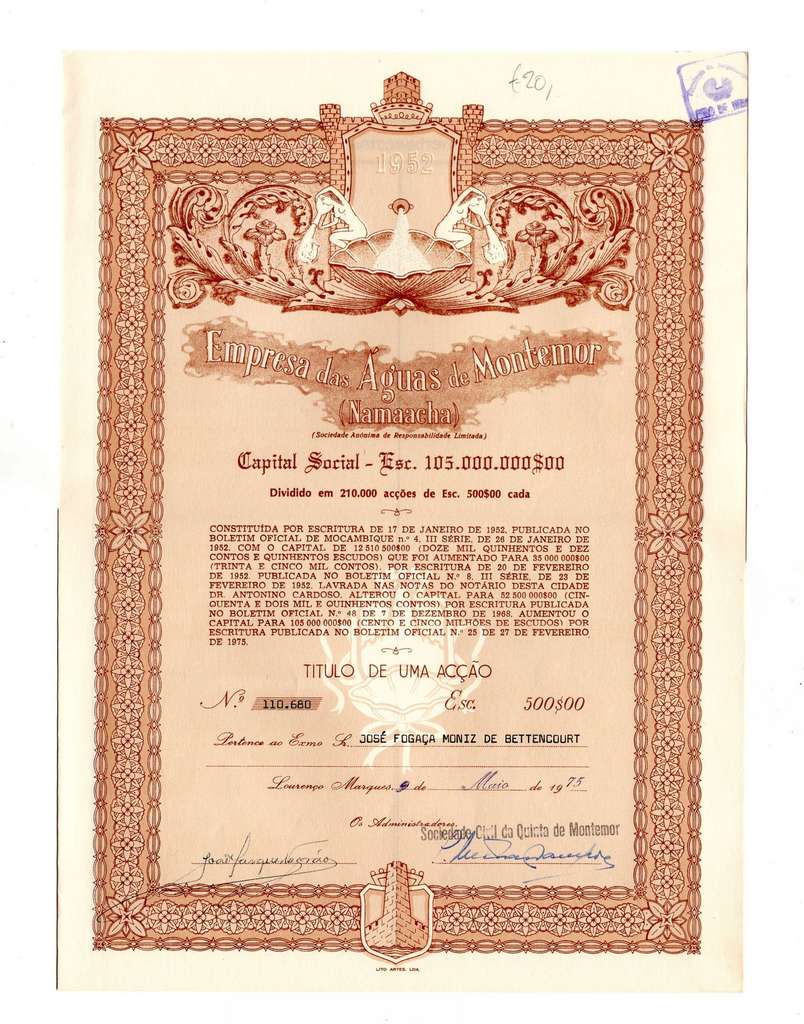 £20,
1952
Empresa das Águas de Montemor
(Namaacha)
(Sociedade Anónima de Responsabilidade Limitada)
Capital Social - Esc. 105.000.000$00
Dividido em 210.000 acções de Esc. 500$00 cada
CONSTITUÍDA POR ESCRITURA DE 17 DE JANEIRO DE 1952, PUBLICADA NO
BOLETIM OFICIAL DE MOCAMBIQUE n.º 4, III SÉRIE, DE 26 DE JANEIRO DE
1952. COM O CAPITAL DE 12 510 500$00 (DOZE MIL QUINHENTOS E DEZ
CONTOS E QUINHENTOS ESCUDOS) QUE FOI AUMENTADO PARA 35 000 000$00
(TRINTA E CINCO MIL CONTOS), POR ESCRITURA DE 20 DE FEVEREIRO
DE 1952. PUBLICADA NO BOLETIM OFICIAL N.º 8, III SÉRIE, DE 23 DE
FEVEREIRO DE 1952, LAVRADA NAS NOTAS DO NOTÁRIO DESTA CIDADE
DR. ANTONINO CARDOSO. ALTEROU O CAPITAL PARA 52 500 000$00 (CIN-
QUENTA E DOIS MIL E QUINHENTOS CONTOS) POR ESCRITURA PUBLICADA
NO BOLETIM OFICIAL N.º 48 DE 7 DE DEZEMBRO DE 1968. AUMENTOU O
CAPITAL PARA 105 000 000$00 (CENTO E CINCO MILHÕES DE ESCUDOS) POR
ESCRITURA PUBLICADA NO BOLETIM OFICIAL N.º 25 DE 27 DE FEVEREIRO
DE 1975.
TITULO DE UMA ACÇÃO
N.º 110.680 Esc. 500$00
Pertence ao Exmo Sr. JOSÉ FOGAÇA MONIZ DE BETTENCOURT
Lourenço Marques, 9 de Maio de 1975
Os Administradores,
Sociedade Civil da Quinta de Montemor
LITO ARTES, LDA.